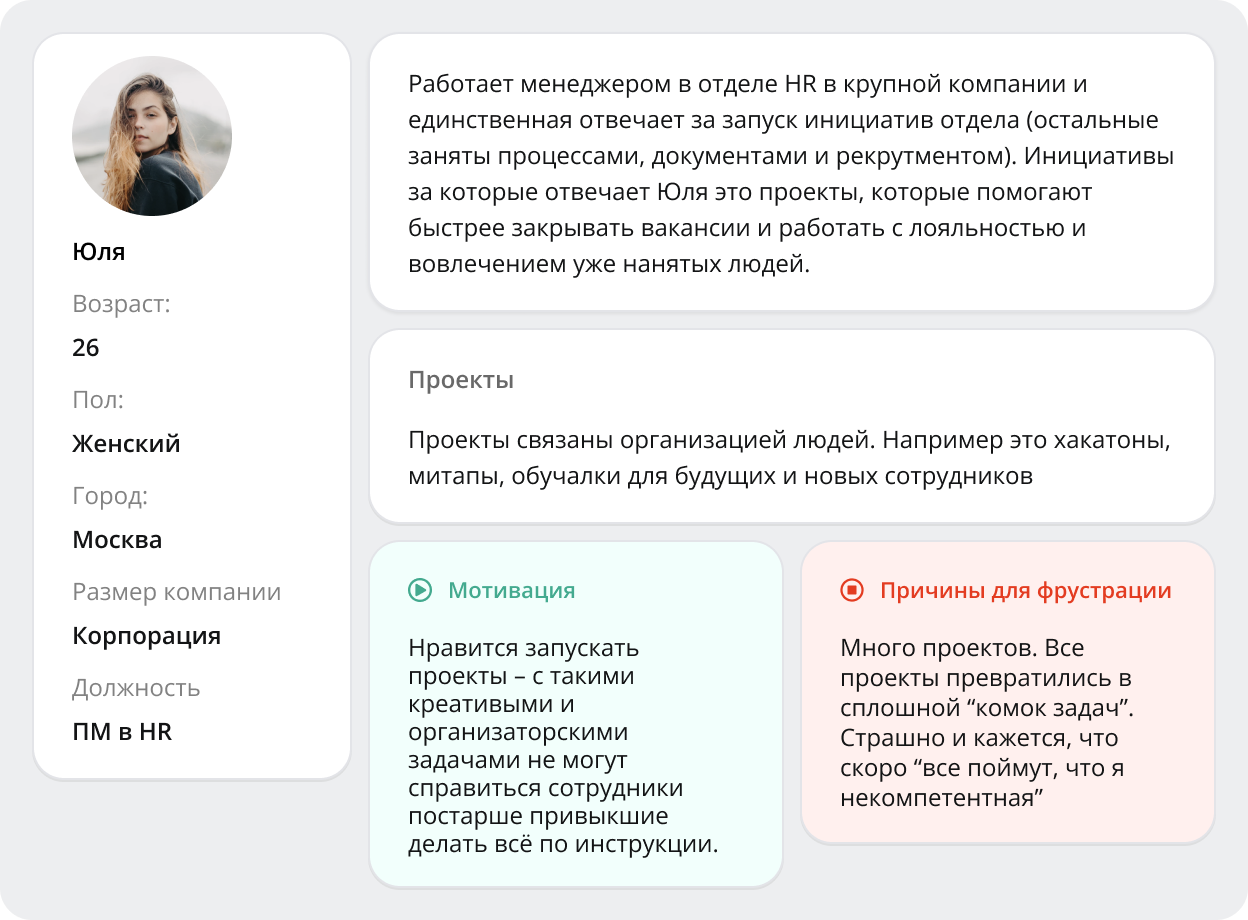 Юля
Возраст:
26
Пол:
Женский
Город:
Москва
Размер компании
Корпорация
Должность
ПМ в HR
Работает менеджером в отделе HR в крупной компании и
единственная отвечает за запуск инициатив отдела (остальные
заняты процессами, документами и рекрутментом). Инициативы
за которые отвечает Юля это проекты, которые помогают
быстрее закрывать вакансии и работать с лояльностью и
вовлечением уже нанятых людей.
Проекты
Проекты связаны организацией людей. Например это хакатоны,
митапы, обучалки для будущих и новых сотрудников
Мотивация
Нравится запускать
проекты – с такими
креативыми и
организаторскими
задачами не могут
справиться сотрудники
постарше привыкшие
делать всё по инструкции.
Причины для фрустрации
Много проектов. Все
проекты превратились в
сплошной “комок задач”.
Страшно и кажется, что
скоро “все поймут, что я
некомпетентная”